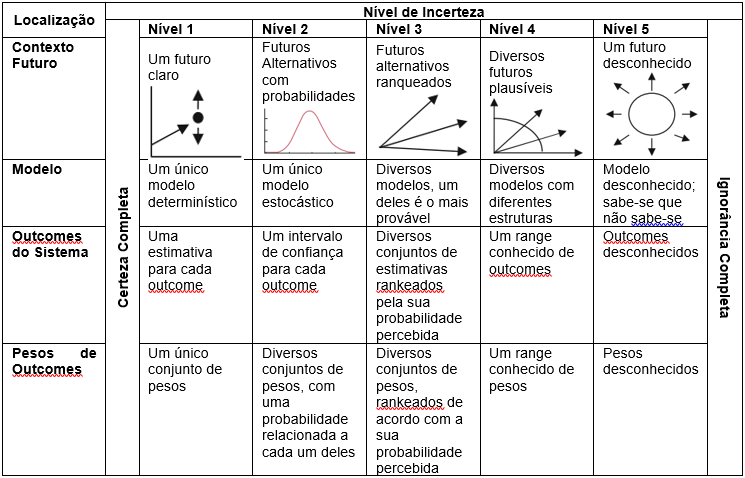 Localização
Nível de Incerteza
Nível 1
Nível 2
Nível 3
Nível 4
Nível 5
Contexto
Futuro
Um futuro
claro
Futuros
Alternativos
com
probabilidades
Futuros
alternativos
ranqueados
Diversos
futuros
plausíveis
Um futuro
desconhecido
Certeza Completa
Ignorância Completa
Modelo
Um único
modelo
determinístico
Um único
modelo
estocástico
Diversos
modelos, um
deles é o mais
provável
Diversos
modelos com
diferentes
estruturas
Modelo
desconhecido;
sabe-se que
não sabe-se
Outcomes
do Sistema
Uma
estimativa
para cada
outcome
Um intervalo
de confiança
para cada
outcome
Diversos
conjuntos de
estimativas
rankeados
pela sua
probabilidade
percebida
Um range
conhecido de
outcomes
Outcomes
desconhecidos
Pesos de
Outcomes
Um único
conjunto de
pesos
Diversos
conjuntos de
pesos, com
uma
probabilidade
relacionada a
cada um deles
Diversos
conjuntos de
pesos,
rankeados de
acordo com a
sua
probabilidade
percebida
Um range
conhecido de
pesos
Pesos
desconhecidos